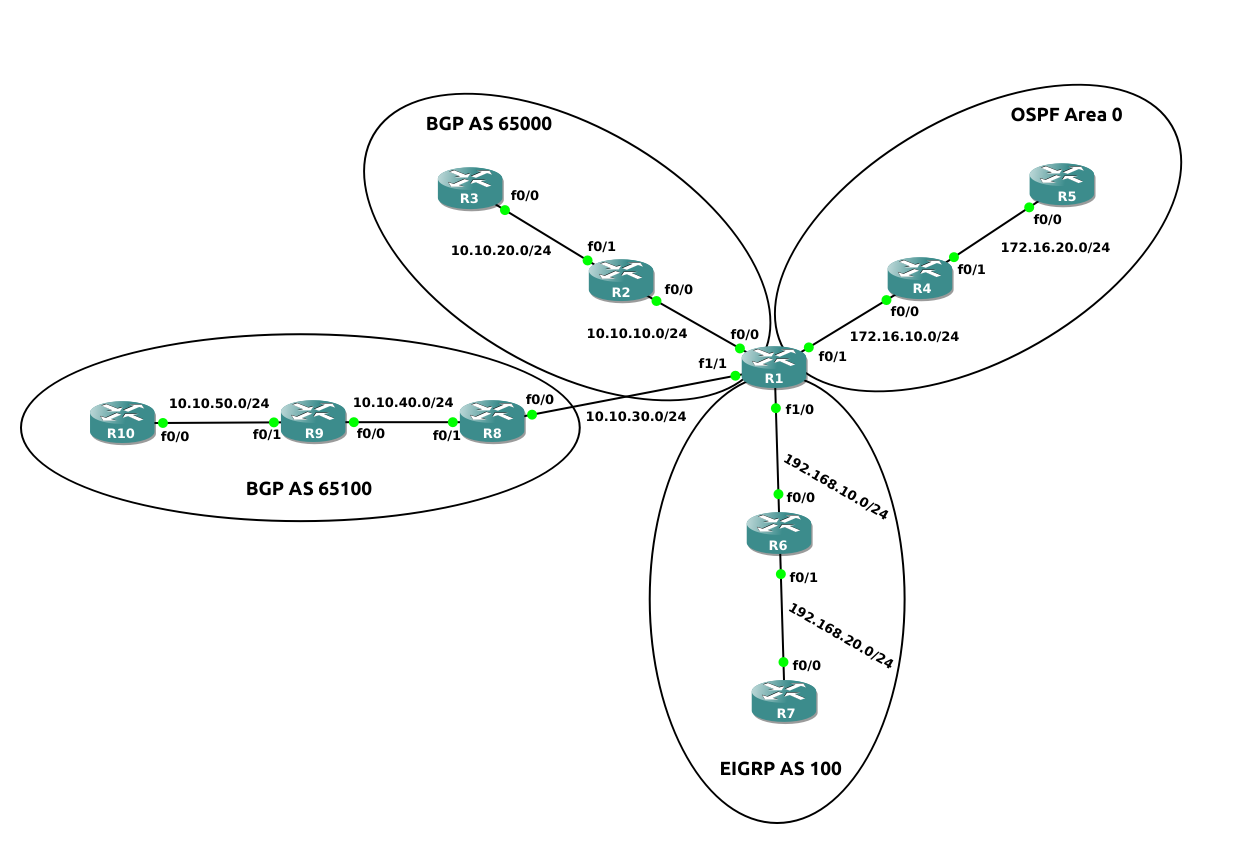 BGP AS 65000
OSPF Area 0
R3
f0/0
10.10.20.0/24
f0/1
R2
f0/0
10.10.10.0/24
f0/0
R5
f0/0
172.16.20.0/24
f0/1
R4
f0/0
172.16.10.0/24
f0/1
R1
f1/1
10.10.30.0/24
f0/0
R8
f0/1
10.10.40.0/24
f0/0
R9
f0/1
10.10.50.0/24
f0/0
R10
BGP AS 65100
f1/0
192.168.10.0/24
f0/0
R6
f0/1
192.168.20.0/24
f0/0
R7
EIGRP AS 100